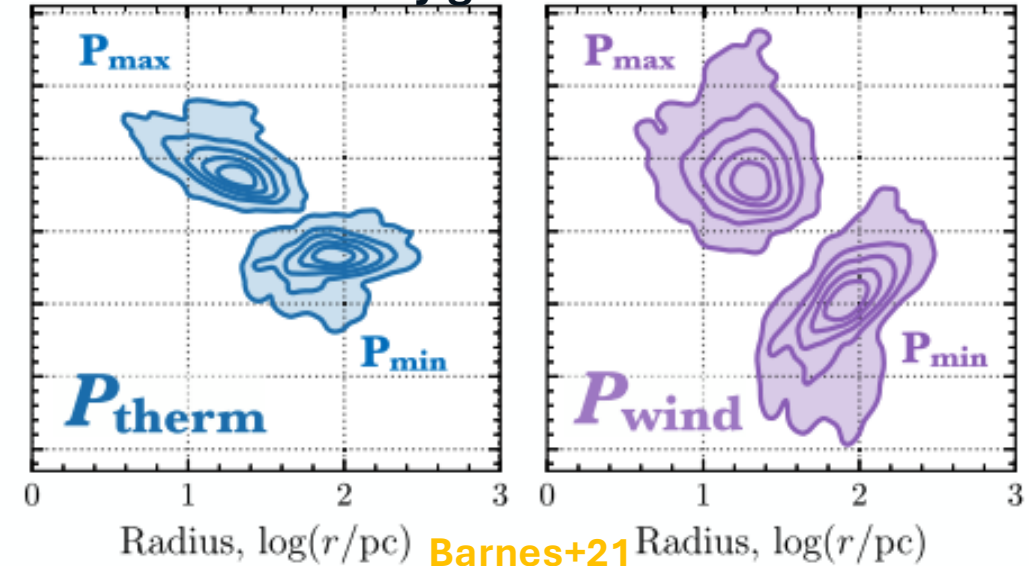 P_max
P_min
P_therm
0 1 2 3
Radius, log(r/pc)
P_max
P_min
P_wind
0 1 2 3
Radius, log(r/pc)
Barnes+21